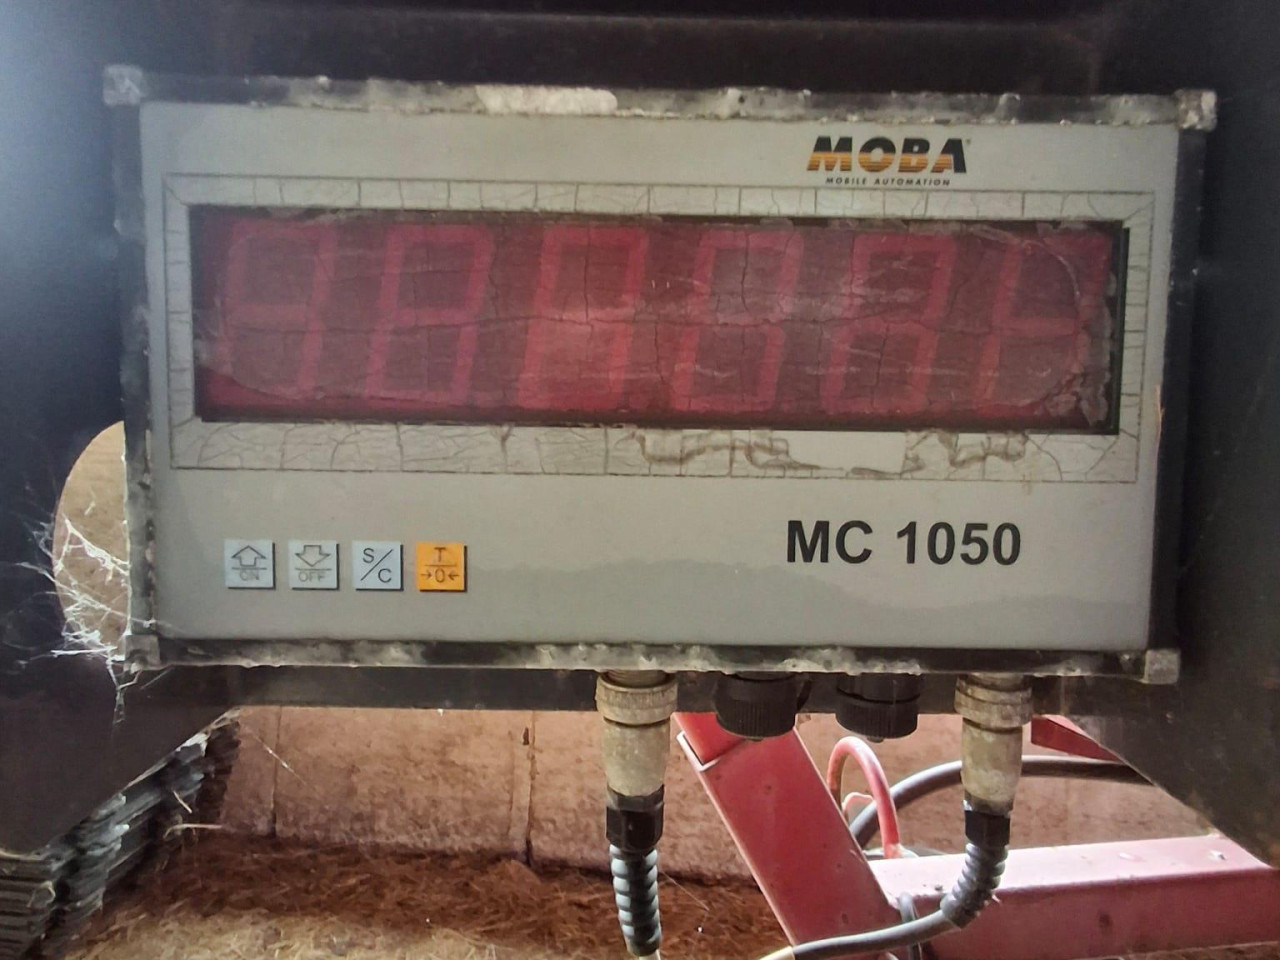 MOBA
MOBILE AUTOMATION
MC 1050
ON
OFF
S/C
T
→0←